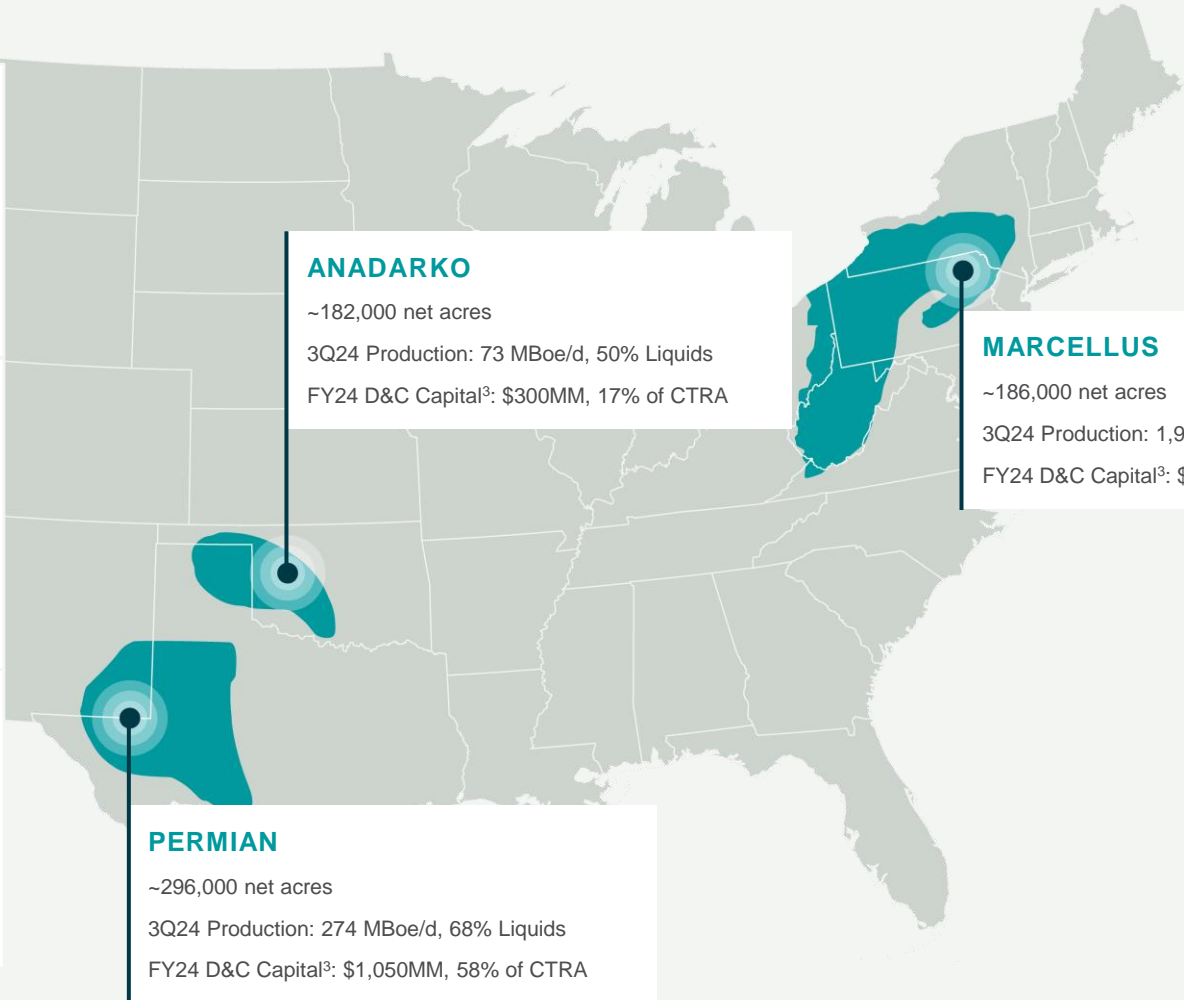 ANADARKO
~182,000 net acres
3Q24 Production: 73 MBoe/d, 50% Liquids
FY24 D&C Capital³: $300MM, 17% of CTRA
MARCELLUS
~186,000 net acres
3Q24 Production: 1,9
FY24 D&C Capital³: $
PERMIAN
~296,000 net acres
3Q24 Production: 274 MBoe/d, 68% Liquids
FY24 D&C Capital³: $1,050MM, 58% of CTRA